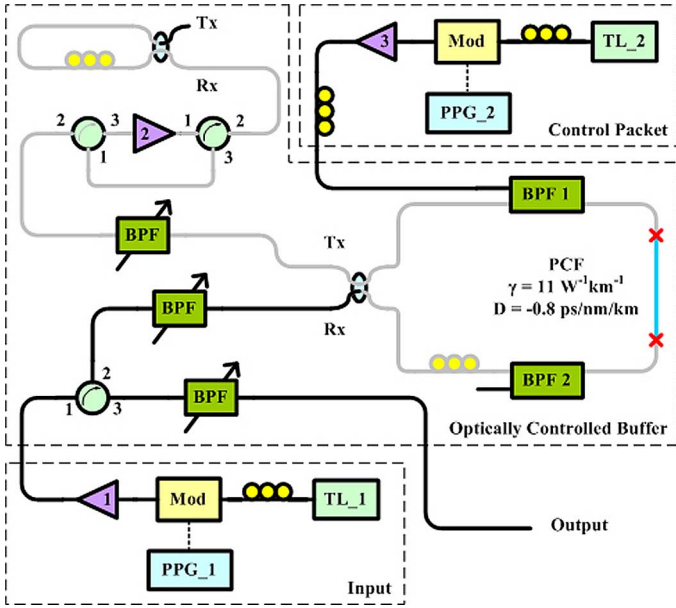 Tx
Rx
3
Mod
TL_2
PPG_2
Control Packet
2
3
2
1
2
1
3
BPF 1
BPF
Tx
PCF
γ = 11 W⁻¹km⁻¹
D = -0.8 ps/nm/km
BPF
Rx
2
1
3
BPF
BPF 2
Optically Controlled Buffer
1
Mod
TL_1
Output
PPG_1
Input